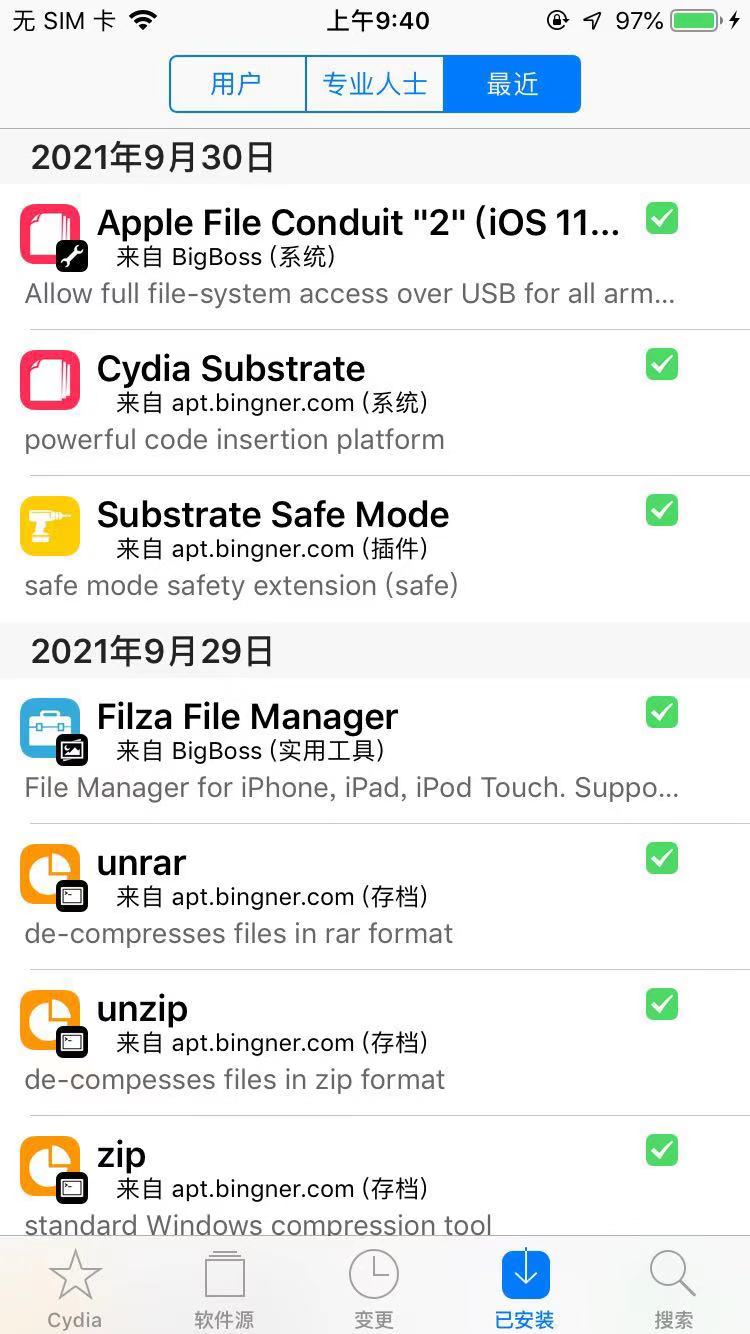 无 SIM 卡 上午9:40 97%
用户 专业人士 最近
2021年9月30日
Apple File Conduit "2" (iOS 11...
来自 BigBoss (系统)
Allow full file-system access over USB for all arm...
Cydia Substrate
来自 apt.bingner.com (系统)
powerful code insertion platform
Substrate Safe Mode
来自 apt.bingner.com (插件)
safe mode safety extension (safe)
2021年9月29日
Filza File Manager
来自 BigBoss (实用工具)
File Manager for iPhone, iPad, iPod Touch. Suppo...
unrar
来自 apt.bingner.com (存档)
de-compresses files in rar format
unzip
来自 apt.bingner.com (存档)
de-compesses files in zip format
zip
来自 apt.bingner.com (存档)
standard Windows compression tool
Cydia 软件源 变更 已安装 搜索